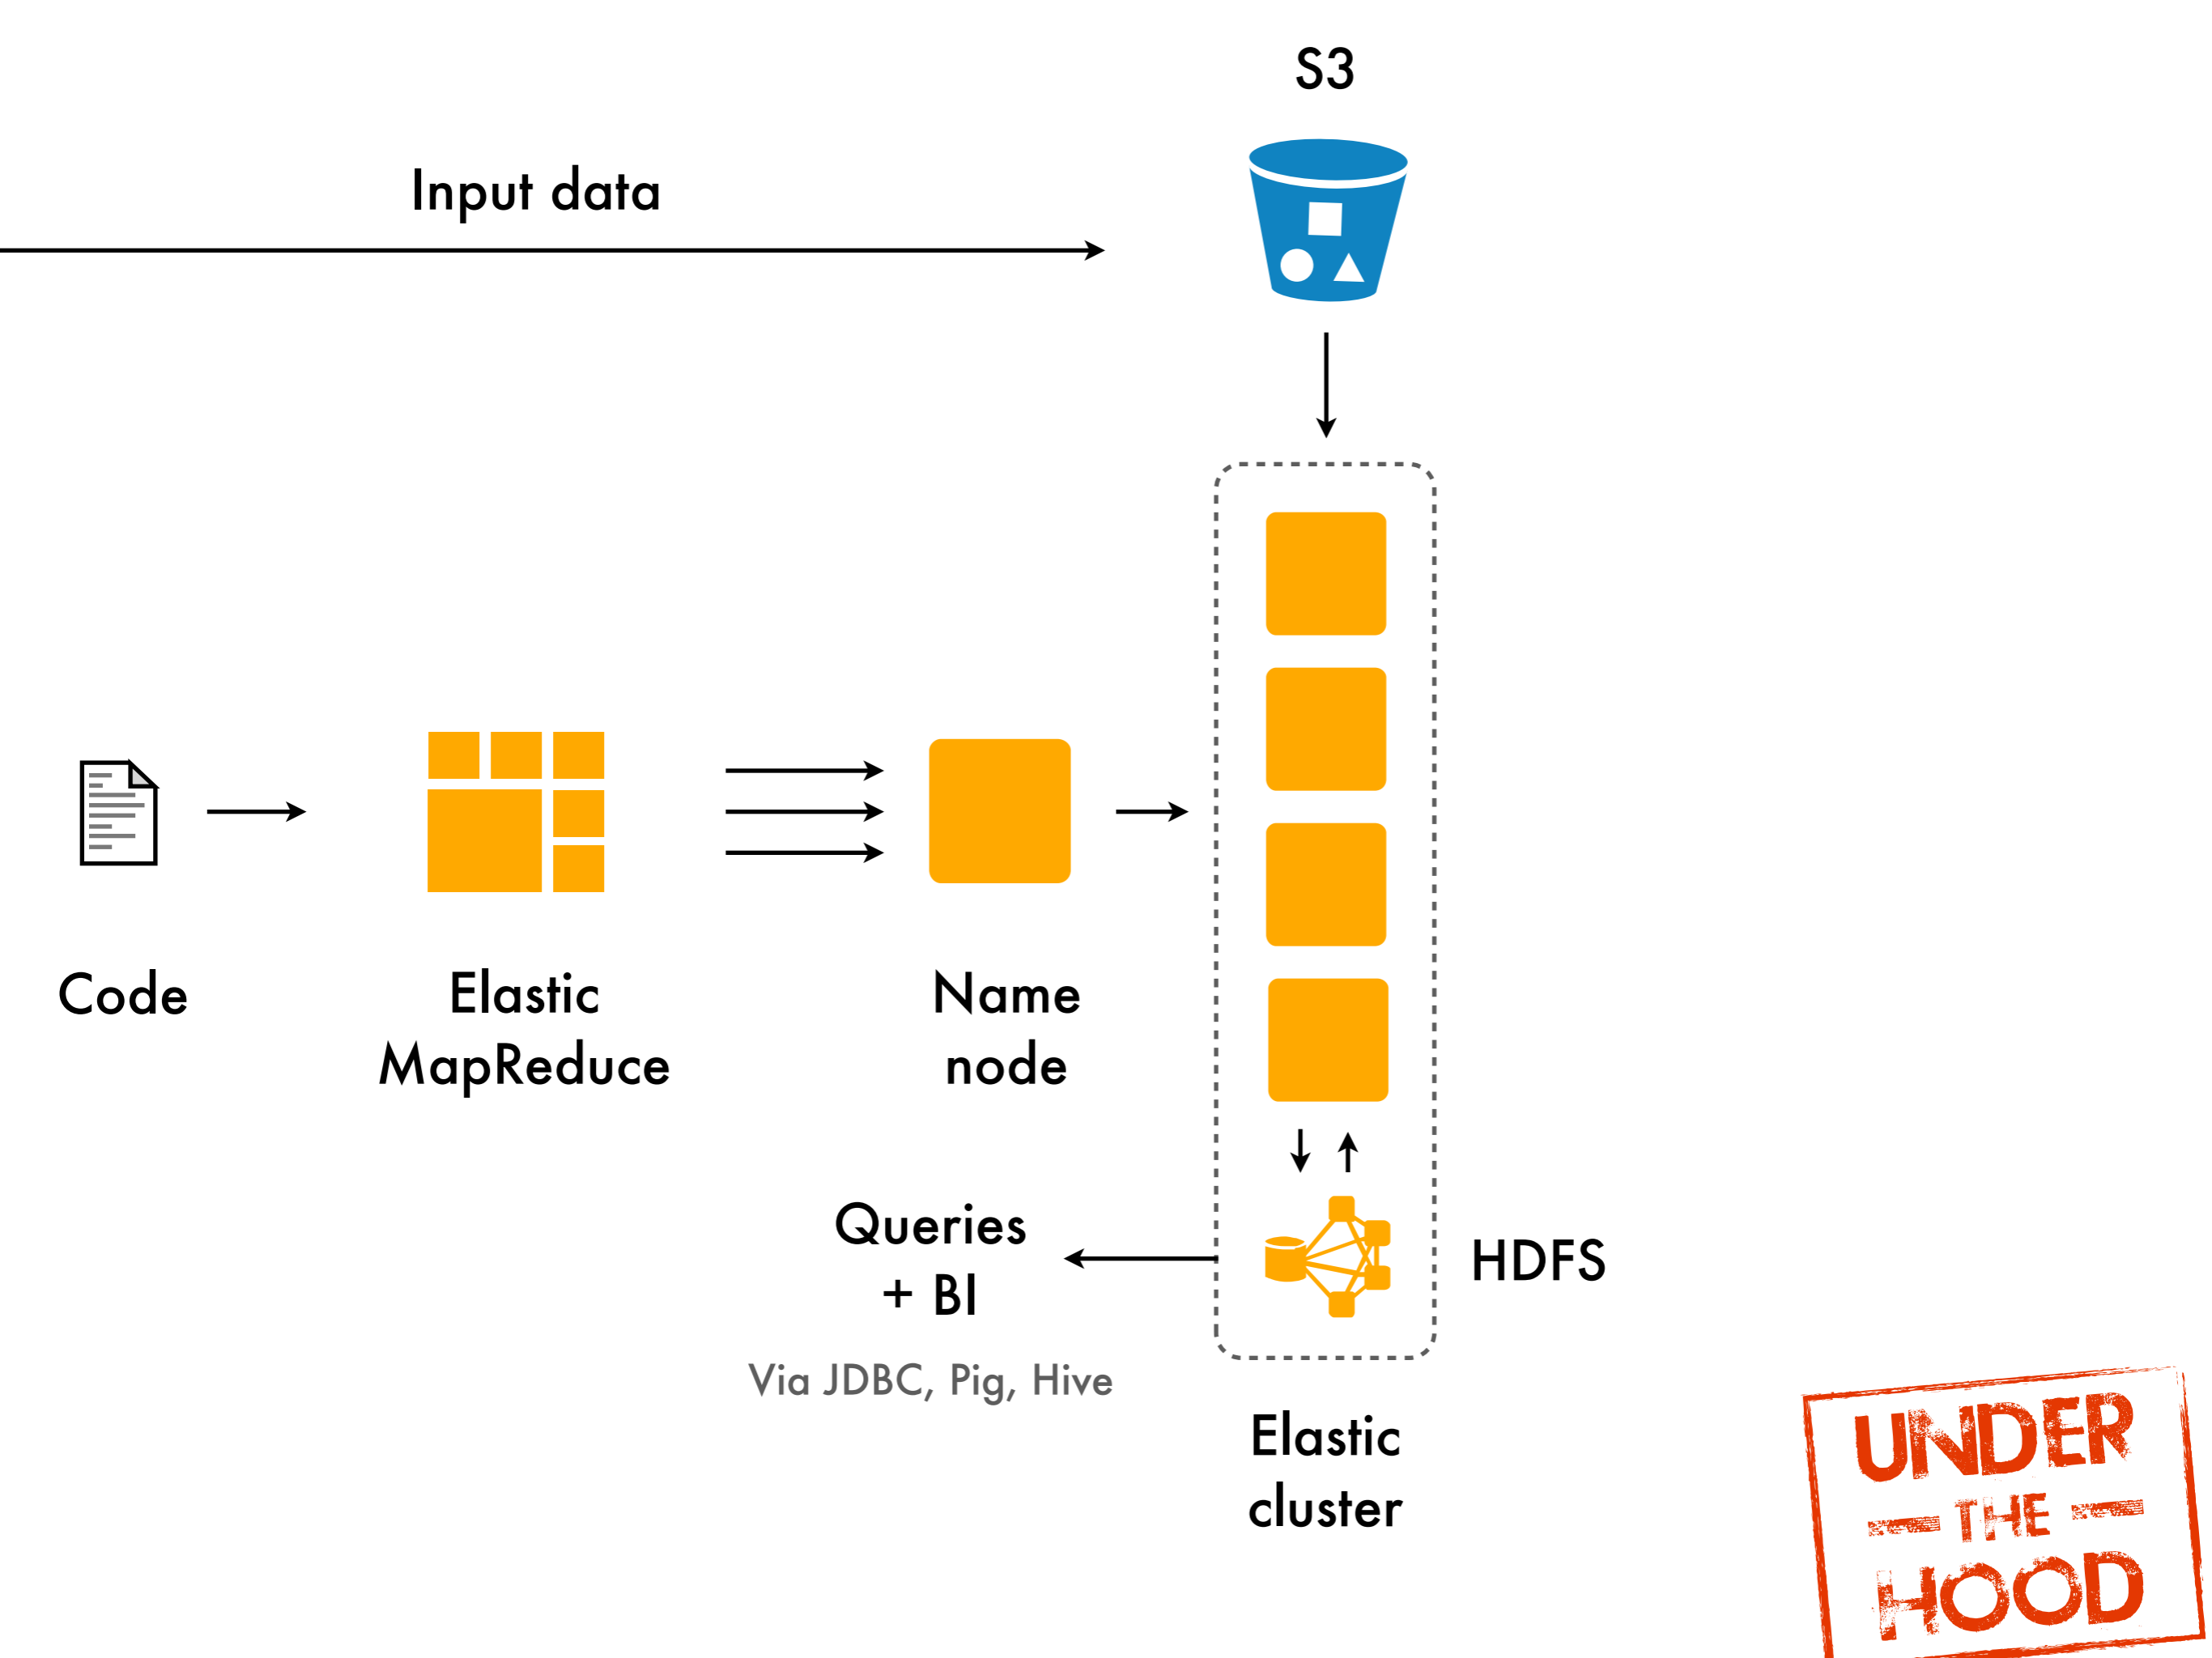 S3
Input data
Code
Elastic
MapReduce
Name
node
Queries
+ BI
Via JDBC, Pig, Hive
HDFS
Elastic
cluster
UNDER
THE
HOOD